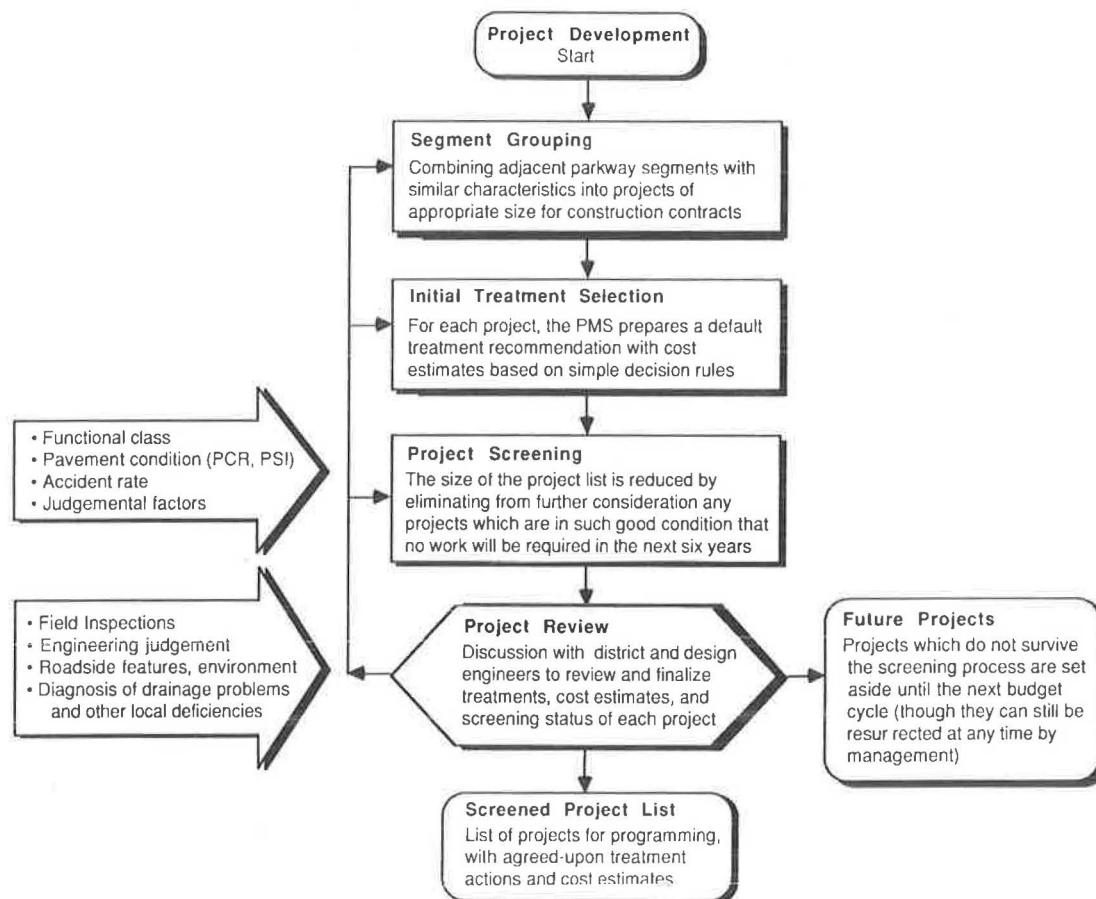 Project Development
Start
Segment Grouping
Combining adjacent parkway segments with
similar characteristics into projects of
appropriate size for construction contracts
Initial Treatment Selection
For each project, the PMS prepares a default
treatment recommendation with cost
estimates based on simple decision rules
• Functional class
• Pavement condition (PCR, PSI)
• Accident rate
• Judgemental factors
Project Screening
The size of the project list is reduced by
eliminating from further consideration any
projects which are in such good condition that
no work will be required in the next six years
• Field Inspections
• Engineering judgement
• Roadside features, environment
• Diagnosis of drainage problems
and other local deficiencies
Project Review
Discussion with district and design
engineers to review and finalize
treatments, cost estimates, and
screening status of each project
Future Projects
Projects which do not survive
the screening process are set
aside until the next budget
cycle (though they can still be
resur rected at any time by
management)
Screened Project List
List of projects for programming,
with agreed-upon treatment
actions and cost estimates